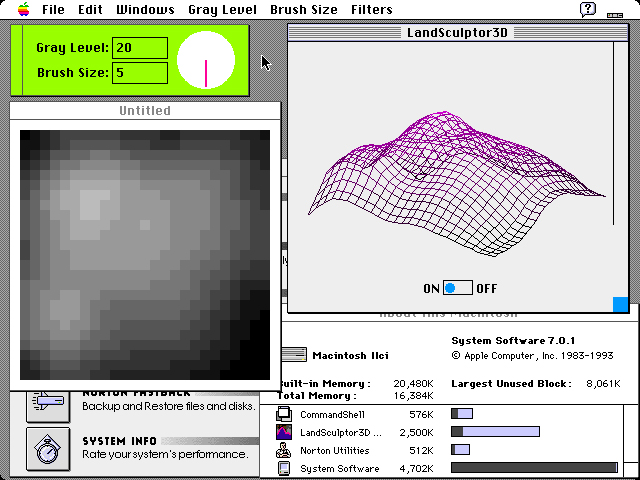 File Edit Windows Gray Level Brush Size Filters
Gray Level: 20
Brush Size: 5
LandSculptor3D
Untitled
ON OFF
About This Macintosh
System Software 7.0.1
Macintosh IIci
© Apple Computer, Inc. 1983-1993
Built-in Memory: 20,480K Largest Unused Block: 8,061K
Total Memory: 16,384K
CommandShell 576K
LandSculptor3D ... 2,500K
Norton Utilities 512K
System Software 4,702K
NORTON FASTBACK
Backup and Restore files and disks.
SYSTEM INFO
Rate your system's performance.